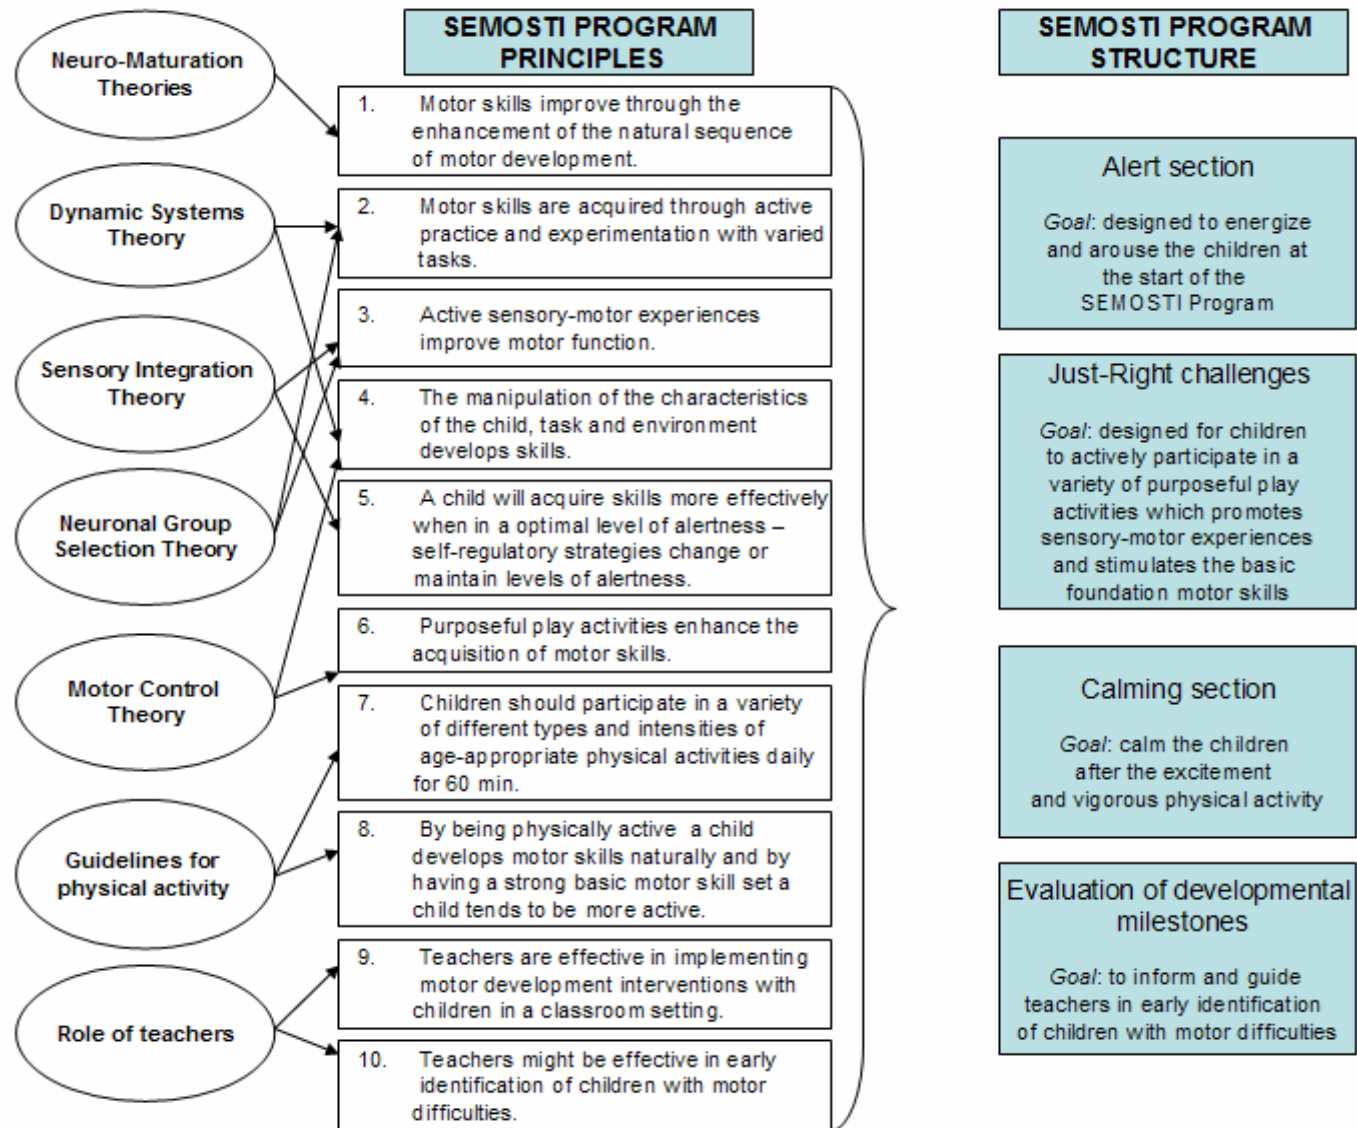 Neuro-Maturation
Theories
Dynamic Systems
Theory
Sensory Integration
Theory
Neuronal Group
Selection Theory
Motor Control
Theory
Guidelines for
physical activity
Role of teachers
SEMOSTI PROGRAM
PRINCIPLES
1. Motor skills improve through the
enhancement of the natural sequence
of motor development.
2. Motor skills are acquired through active
practice and experimentation with varied
tasks.
3. Active sensory-motor experiences
improve motor function.
4. The manipulation of the characteristics
of the child, task and environment
develops skills.
5. A child will acquire skills more effectively
when in a optimal level of alertness –
self-regulatory strategies change or
maintain levels of alertness.
6. Purposeful play activities enhance the
acquisition of motor skills.
7. Children should participate in a variety
of different types and intensities of
age-appropriate physical activities daily
for 60 min.
8. By being physically active a child
develops motor skills naturally and by
having a strong basic motor skill set a
child tends to be more active.
9. Teachers are effective in implementing
motor development interventions with
children in a classroom setting.
10. Teachers might be effective in early
identification of children with motor
difficulties.
SEMOSTI PROGRAM
STRUCTURE
Alert section
Goal: designed to energize
and arouse the children at
the start of the
SEMOSTI Program
Just-Right challenges
Goal: designed for children
to actively participate in a
variety of purposeful play
activities which promotes
sensory-motor experiences
and stimulates the basic
foundation motor skills
Calming section
Goal: calm the children
after the excitement
and vigorous physical activity
Evaluation of developmental
milestones
Goal: to inform and guide
teachers in early identification
of children with motor difficulties